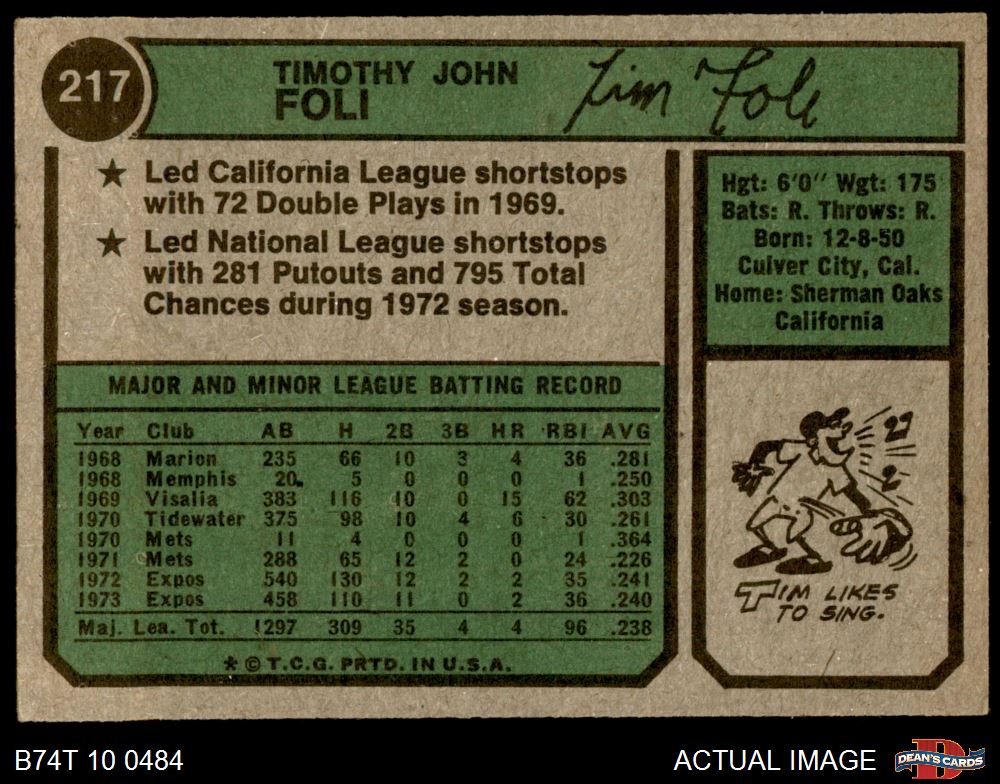 217
TIMOTHY JOHN
FOLI
Tim Foli
★ Led California League shortstops
with 72 Double Plays in 1969.
★ Led National League shortstops
with 281 Putouts and 795 Total
Chances during 1972 season.
Hgt: 6'0" Wgt: 175
Bats: R. Throws: R.
Born: 12-8-50
Culver City, Cal.
Home: Sherman Oaks
California
MAJOR AND MINOR LEAGUE BATTING RECORD
Year Club AB H 2B 3B HR RBI AVG
1968 Marion 235 66 10 3 4 36 .281
1968 Memphis 20 5 0 0 0 1 .250
1969 Visalia 383 116 10 0 15 62 .303
1970 Tidewater 375 98 10 4 6 30 .261
1970 Mets 11 4 0 0 0 1 .364
1971 Mets 288 65 12 2 0 24 .226
1972 Expos 540 130 12 2 2 35 .241
1973 Expos 458 110 11 0 2 36 .240
Maj. Lea. Tot. 1297 309 35 4 4 96 .238
★ © T.C.G. PRTD. IN U.S.A.
TIM LIKES
TO SING.
B74T 10 0484
ACTUAL IMAGE
DEAN'S CARDS